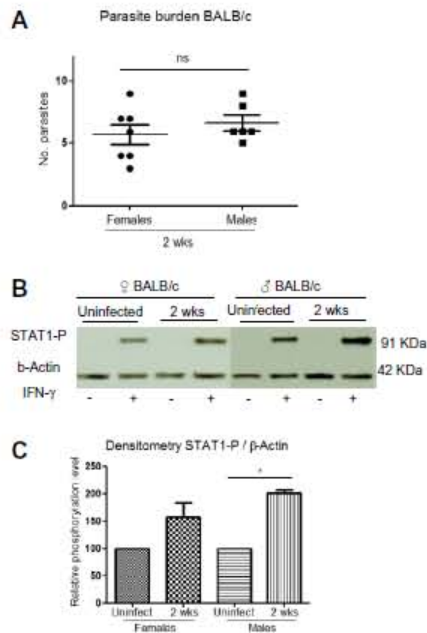 A
Parasite burden BALB/c
ns
10
5
0
No. parasites
Females Males
2 wks
B
♀ BALB/c ♂ BALB/c
Uninfected 2 wks Uninfected 2 wks
STAT1-P 91 KDa
b-Actin 42 KDa
IFN-γ - + - + - + - +
C
Densitometry STAT1-P / β-Actin
250
200
150
100
50
0
Relative phosphorylation level
*
Uninfect 2 wks Uninfect 2 wks
Females Males